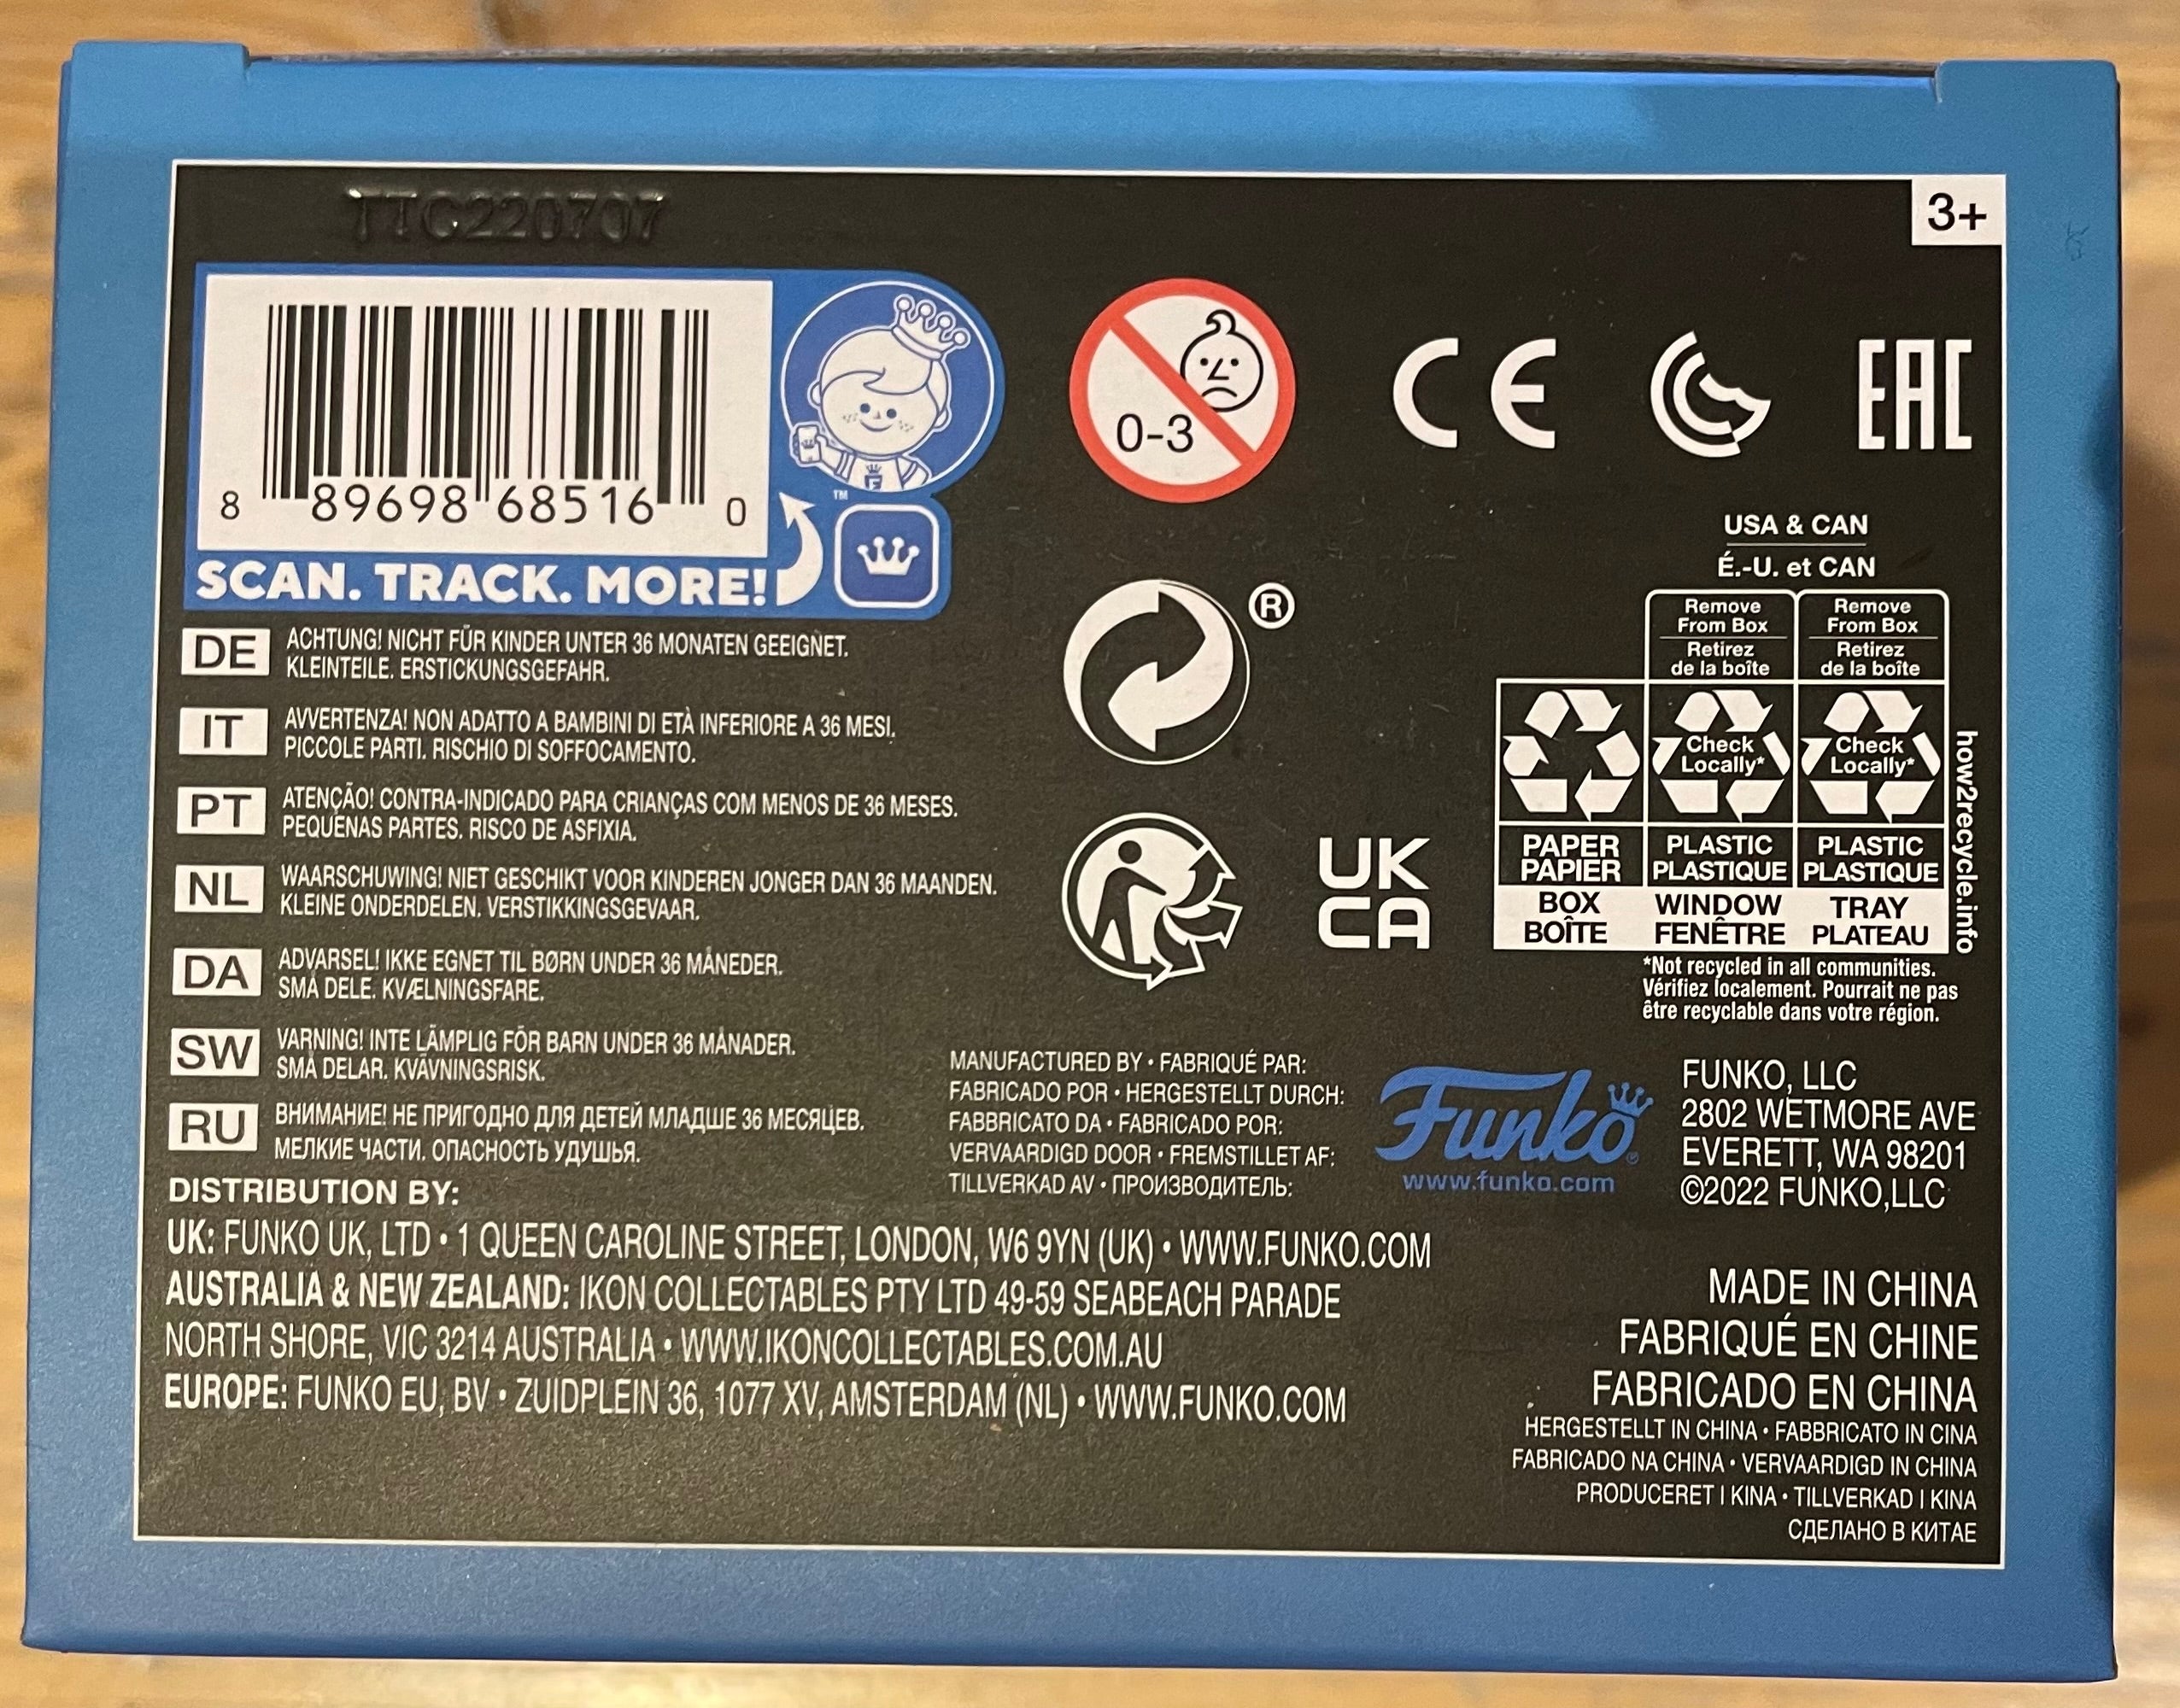 TTC220707
3+
8 89698 68516 0
SCAN. TRACK. MORE!
TM
0-3
CE
EAC
USA & CAN
É.-U. et CAN
Remove
From Box
Retirez
de la boîte
Remove
From Box
Retirez
de la boîte
Check
Locally*
Check
Locally*
PAPER
PAPIER
PLASTIC
PLASTIQUE
PLASTIC
PLASTIQUE
BOX
BOÎTE
WINDOW
FENÊTRE
TRAY
PLATEAU
how2recycle.info
*Not recycled in all communities.
Vérifiez localement. Pourrait ne pas
être recyclable dans votre région.
®
UK
CA
DE ACHTUNG! NICHT FÜR KINDER UNTER 36 MONATEN GEEIGNET.
KLEINTEILE. ERSTICKUNGSGEFAHR.
IT AVVERTENZA! NON ADATTO A BAMBINI DI ETÀ INFERIORE A 36 MESI.
PICCOLE PARTI. RISCHIO DI SOFFOCAMENTO.
PT ATENÇÃO! CONTRA-INDICADO PARA CRIANÇAS COM MENOS DE 36 MESES.
PEQUENAS PARTES. RISCO DE ASFIXIA.
NL WAARSCHUWING! NIET GESCHIKT VOOR KINDEREN JONGER DAN 36 MAANDEN.
KLEINE ONDERDELEN. VERSTIKKINGSGEVAAR.
DA ADVARSEL! IKKE EGNET TIL BØRN UNDER 36 MÅNEDER.
SMÅ DELE. KVÆLNINGSFARE.
SW VARNING! INTE LÄMPLIG FÖR BARN UNDER 36 MÅNADER.
SMÅ DELAR. KVÄVNINGSRISK.
RU ВНИМАНИЕ! НЕ ПРИГОДНО ДЛЯ ДЕТЕЙ МЛАДШЕ 36 МЕСЯЦЕВ.
МЕЛКИЕ ЧАСТИ. ОПАСНОСТЬ УДУШЬЯ.
MANUFACTURED BY • FABRIQUÉ PAR:
FABRICADO POR • HERGESTELLT DURCH:
FABBRICATO DA • FABRICADO POR:
VERVAARDIGD DOOR • FREMSTILLET AF:
TILLVERKAD AV • ПРОИЗВОДИТЕЛЬ:
Funko®
www.funko.com
FUNKO, LLC
2802 WETMORE AVE
EVERETT, WA 98201
©2022 FUNKO,LLC
DISTRIBUTION BY:
UK: FUNKO UK, LTD • 1 QUEEN CAROLINE STREET, LONDON, W6 9YN (UK) • WWW.FUNKO.COM
AUSTRALIA & NEW ZEALAND: IKON COLLECTABLES PTY LTD 49-59 SEABEACH PARADE
NORTH SHORE, VIC 3214 AUSTRALIA • WWW.IKONCOLLECTABLES.COM.AU
EUROPE: FUNKO EU, BV • ZUIDPLEIN 36, 1077 XV, AMSTERDAM (NL) • WWW.FUNKO.COM
MADE IN CHINA
FABRIQUÉ EN CHINE
FABRICADO EN CHINA
HERGESTELLT IN CHINA • FABBRICATO IN CINA
FABRICADO NA CHINA • VERVAARDIGD IN CHINA
PRODUCERET I KINA • TILLVERKAD I KINA
СДЕЛАНО В КИТАЕ